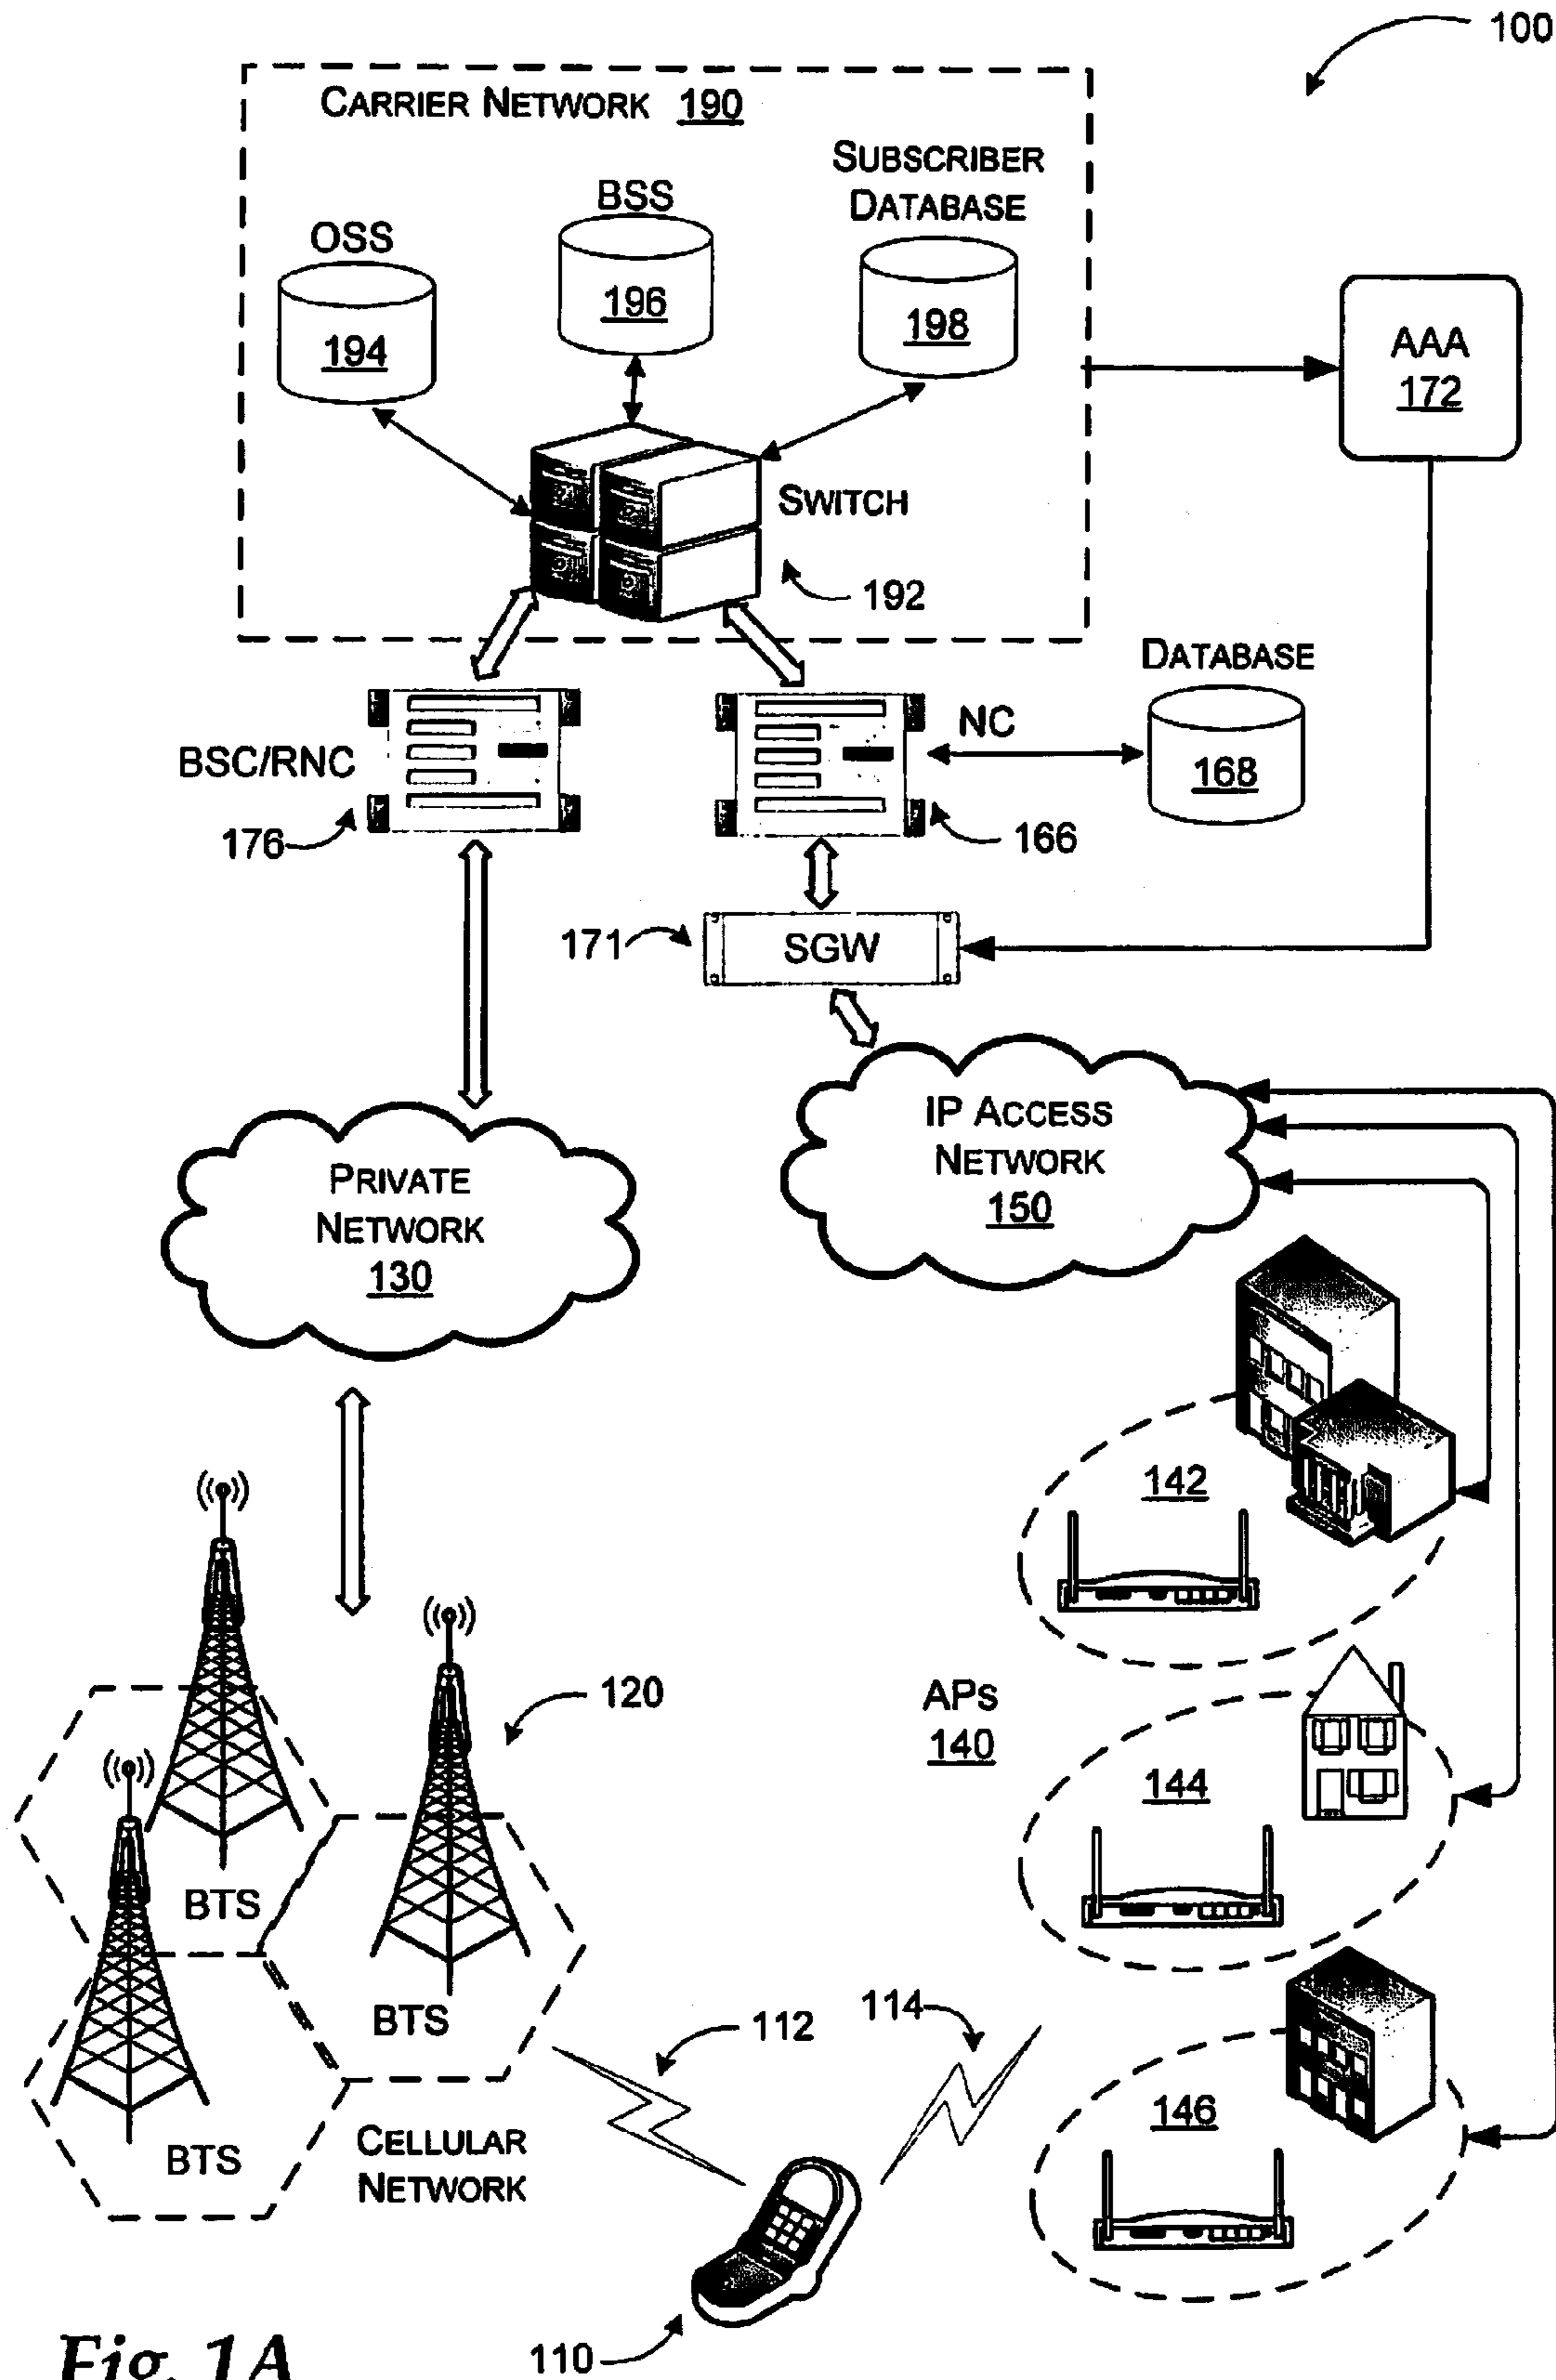 100
CARRIER NETWORK 190
SUBSCRIBER
DATABASE
BSS
OSS
196
198
194
AAA
172
SWITCH
192
DATABASE
NC
BSC/RNC
168
176
166
171
SGW
IP ACCESS
NETWORK
150
PRIVATE
NETWORK
130
142
120
APs
140
144
BTS
BTS
112
114
146
BTS
CELLULAR
NETWORK
110
Fig. 1A